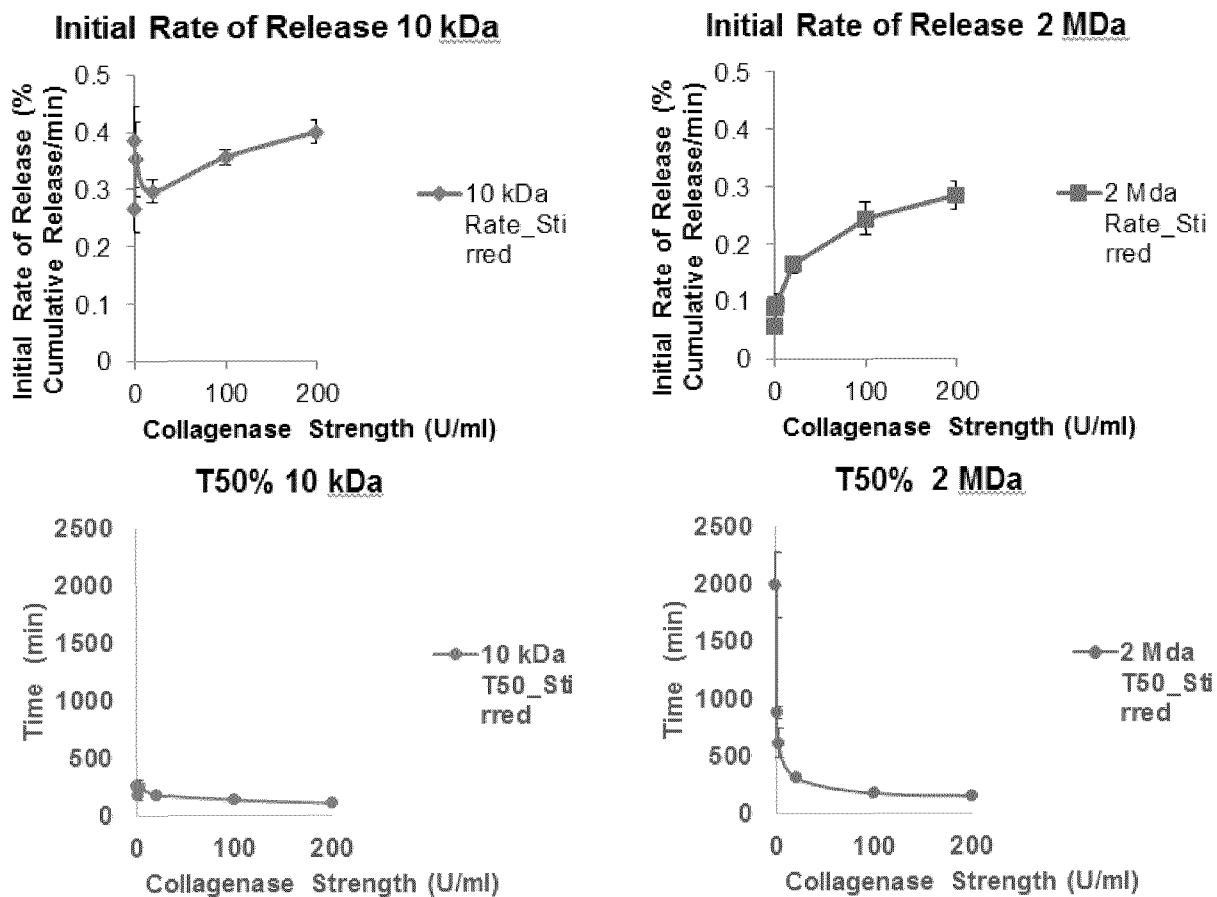 Initial Rate of Release 10 kDa
Initial Rate of Release (%
Cumulative Release/min)
0.5
0.4
0.3
0.2
0.1
0
0 100 200
Collagenase Strength (U/ml)
10 kDa
Rate_Sti
rred
Initial Rate of Release 2 MDa
Initial Rate of Release (%
Cumulative Release/min)
0.5
0.4
0.3
0.2
0.1
0
0 100 200
Collagenase Strength (U/ml)
2 Mda
Rate_Sti
rred
T50% 10 kDa
Time (min)
2500
2000
1500
1000
500
0
0 100 200
Collagenase Strength (U/ml)
10 kDa
T50_Sti
rred
T50% 2 MDa
Time (min)
2500
2000
1500
1000
500
0
0 100 200
Collagenase Strength (U/ml)
2 Mda
T50_Sti
rred